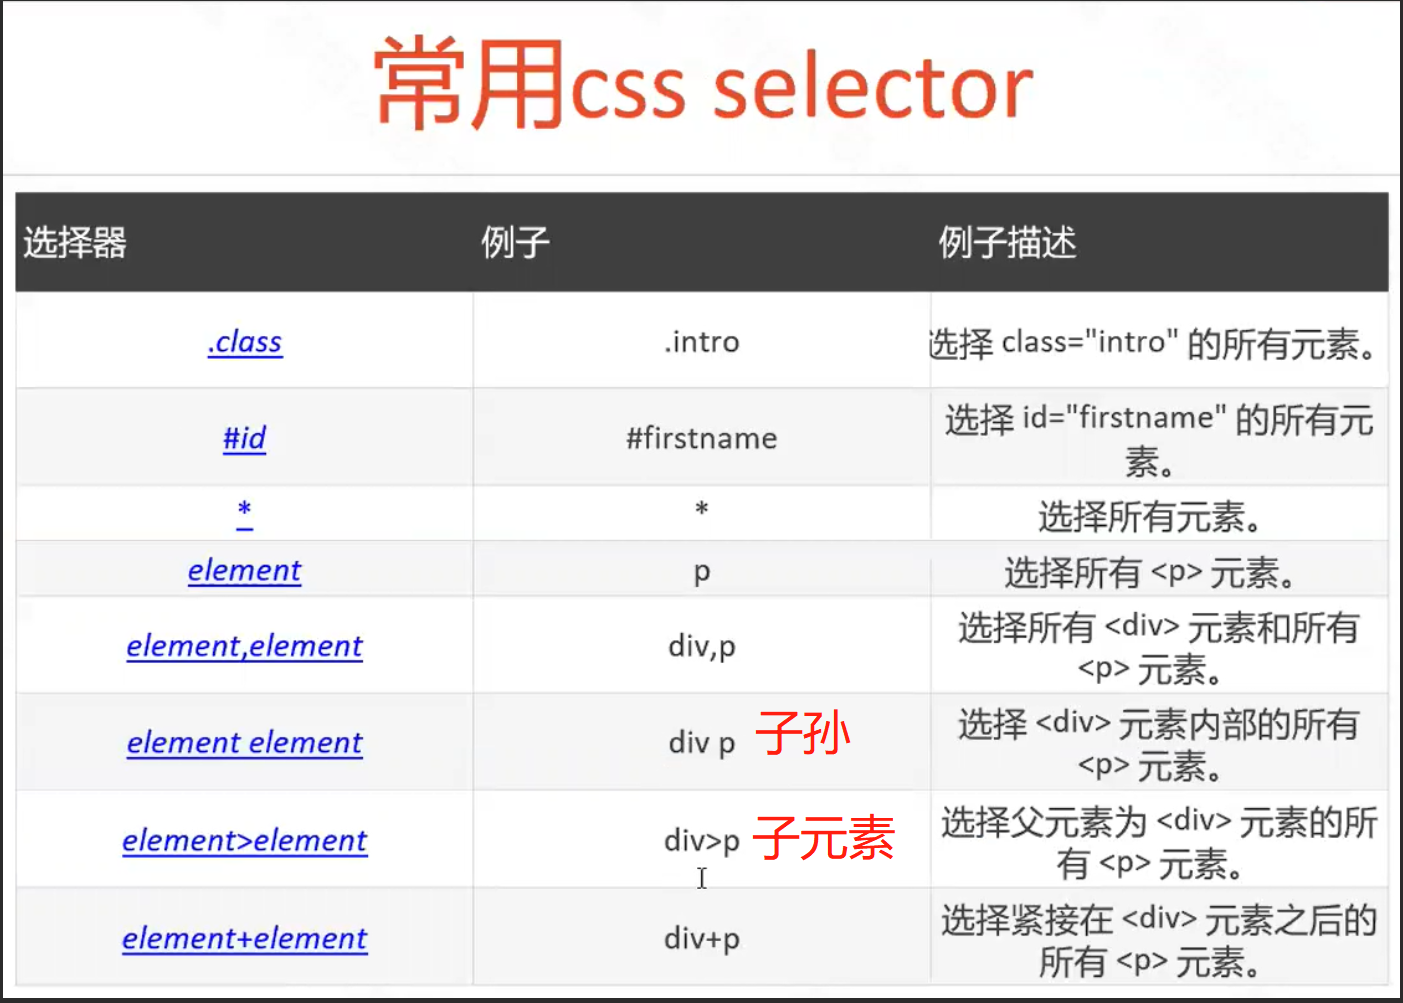 常用css selector
选择器 例子 例子描述
.class .intro 选择 class="intro" 的所有元素。
#id #firstname 选择 id="firstname" 的所有元
素。
* * 选择所有元素。
element p 选择所有 <p> 元素。
element,element div,p 选择所有 <div> 元素和所有
<p> 元素。
element element div p 子孙 选择 <div> 元素内部的所有
<p> 元素。
element>element div>p 子元素 选择父元素为 <div> 元素的所
有 <p> 元素。
element+element div+p 选择紧接在 <div> 元素之后的
所有 <p> 元素。